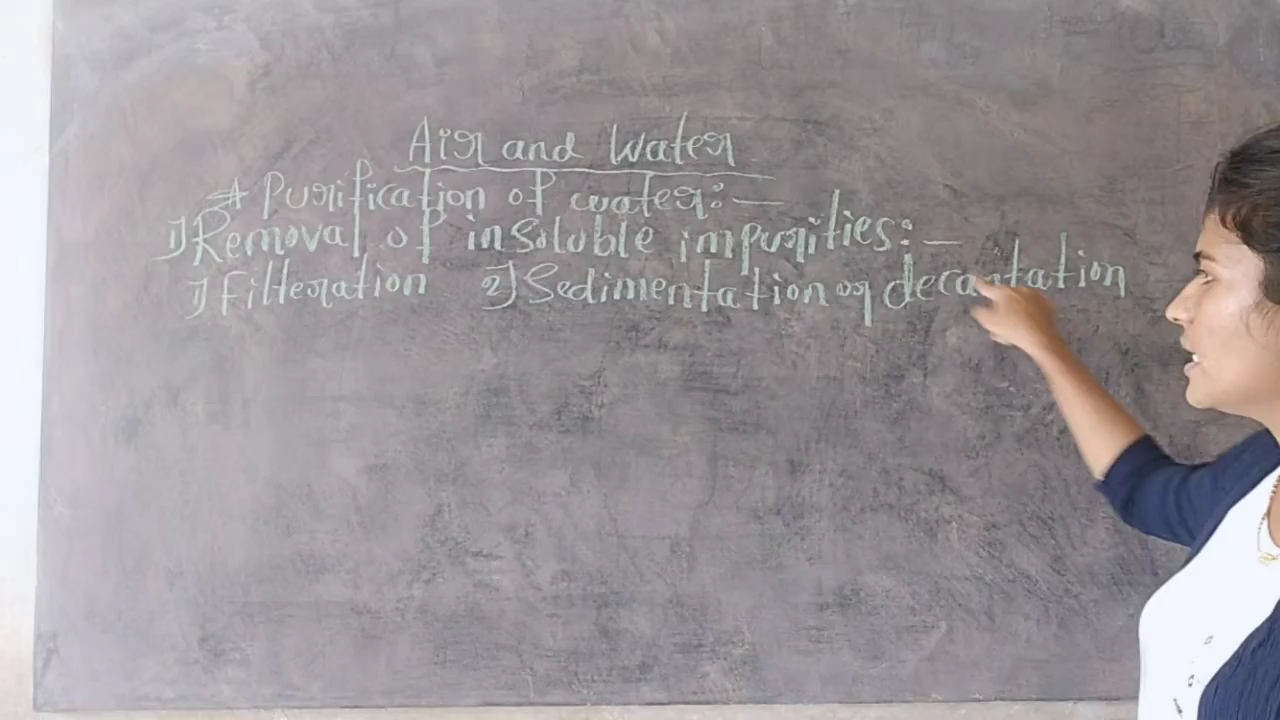 Air and Water
# Purification of water:—
1) Removal of insoluble impurities:—
1) Filteration 2) Sedimentation or decantation